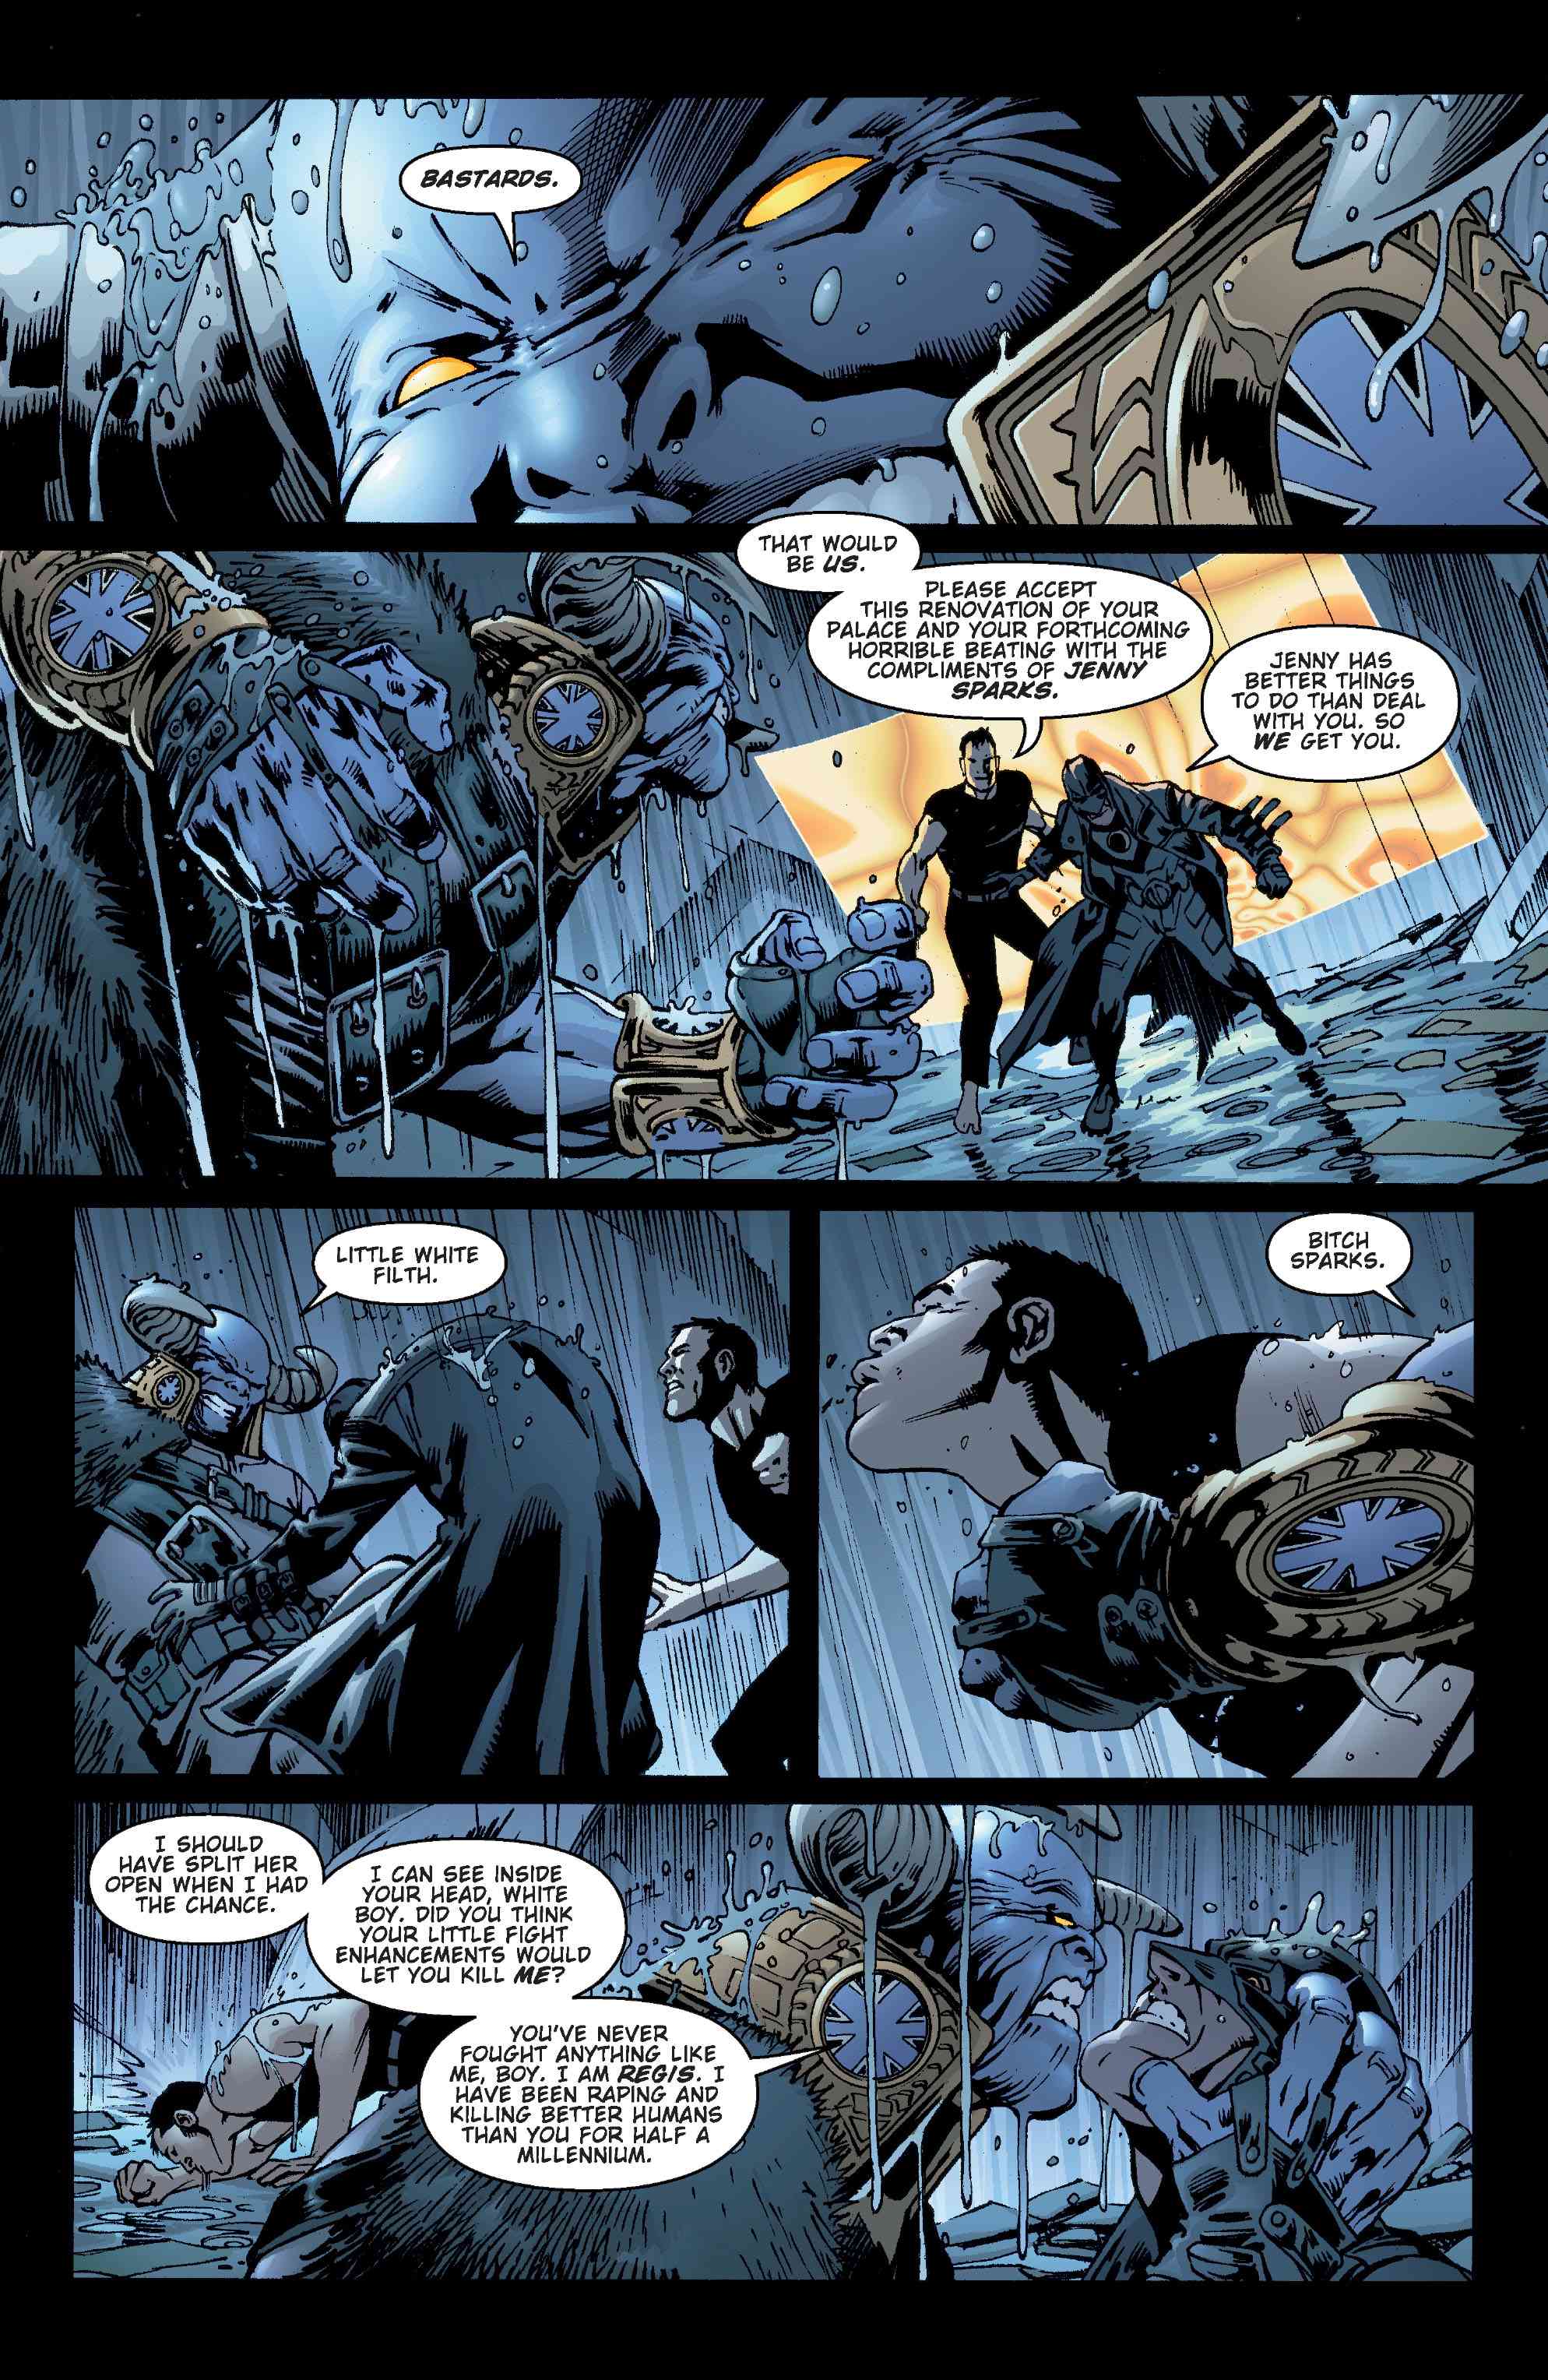 BASTARDS.
THAT WOULD
BE US.
PLEASE ACCEPT
THIS RENOVATION OF YOUR
PALACE AND YOUR FORTHCOMING
HORRIBLE BEATING WITH THE
COMPLIMENTS OF JENNY
SPARKS.
JENNY HAS
BETTER THINGS
TO DO THAN DEAL
WITH YOU. SO
WE GET YOU.
LITTLE WHITE
FILTH.
BITCH
SPARKS.
I SHOULD
HAVE SPLIT HER
OPEN WHEN I HAD
THE CHANCE.
I CAN SEE INSIDE
YOUR HEAD, WHITE
BOY. DID YOU THINK
YOUR LITTLE FIGHT
ENHANCEMENTS WOULD
LET YOU KILL ME?
YOU'VE NEVER
FOUGHT ANYTHING LIKE
ME, BOY. I AM REGIS. I
HAVE BEEN RAPING AND
KILLING BETTER HUMANS
THAN YOU FOR HALF A
MILLENNIUM.